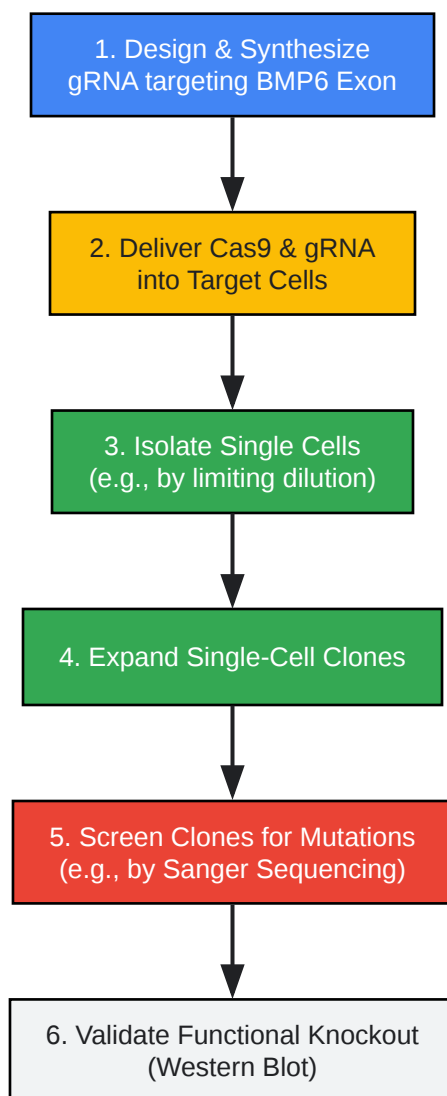 1. Design & Synthesize
gRNA targeting BMP6 Exon
2. Deliver Cas9 & gRNA
into Target Cells
3. Isolate Single Cells
(e.g., by limiting dilution)
4. Expand Single-Cell Clones
5. Screen Clones for Mutations
(e.g., by Sanger Sequencing)
6. Validate Functional Knockout
(Western Blot)